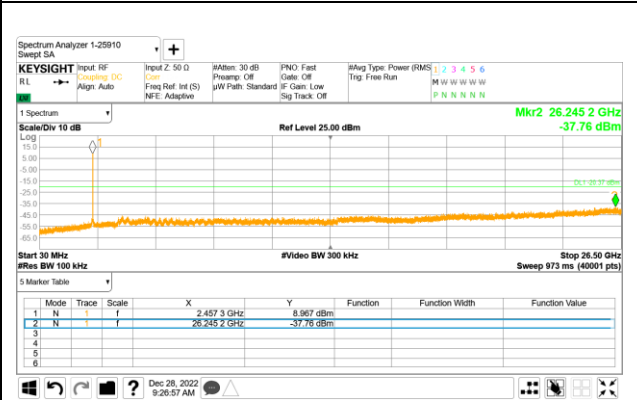 Spectrum Analyzer 1-25910
Swept SA
+
KEYSIGHT Input: RF Input Z: 50 Ω #Atten: 30 dB PNO: Fast #Avg Type: Power (RMS 1 2 3 4 5 6
RL Coupling: DC Corr Preamp: Off Gate: Off Trig: Free Run M W W W W W
Align: Auto Freq Ref: Int (S) µW Path: Standard IF Gain: Low P N N N N N
NFE: Adaptive Sig Track: Off
1 Spectrum Mkr2 26.245 2 GHz
Scale/Div 10 dB Ref Level 25.00 dBm -37.76 dBm
Log
15.0
5.00
-5.00
-15.0
-25.0
-35.0
-45.0
-55.0
-65.0
1
Start 30 MHz #Video BW 300 kHz Stop 26.50 GHz
#Res BW 100 kHz Sweep 973 ms (40001 pts)
5 Marker Table
Mode Trace Scale X Y Function Function Width Function Value
1 N 1 f 2.457 3 GHz 8.967 dBm
2 N 1 f 26.245 2 GHz -37.76 dBm
3
4
5
6
? Dec 28, 2022
9:26:57 AM